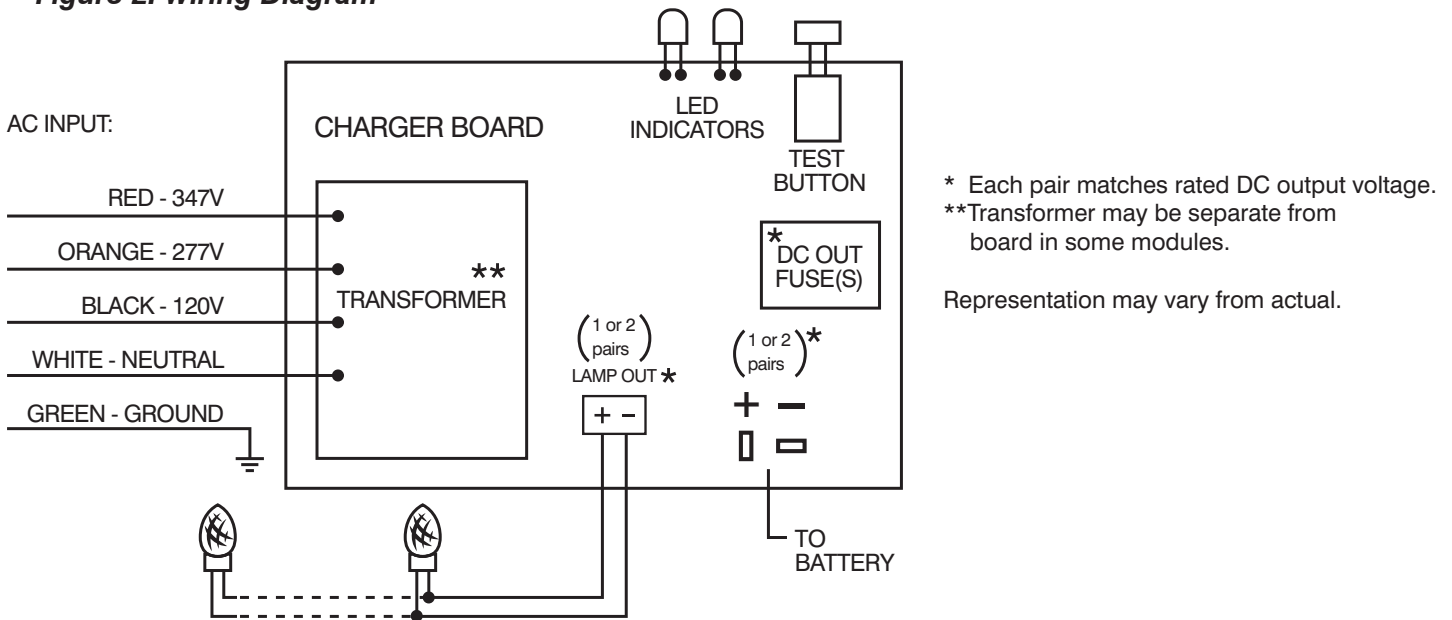 Figure 2. Wiring Diagram
AC INPUT:
RED - 347V
ORANGE - 277V
BLACK - 120V
WHITE - NEUTRAL
GREEN - GROUND
CHARGER BOARD
**
TRANSFORMER
LED
INDICATORS
TEST
BUTTON
*
DC OUT
FUSE(S)
(1 or 2
pairs)
LAMP OUT *
+ -
(1 or 2
pairs)*
+ -
TO
BATTERY
* Each pair matches rated DC output voltage.
**Transformer may be separate from
board in some modules.
Representation may vary from actual.